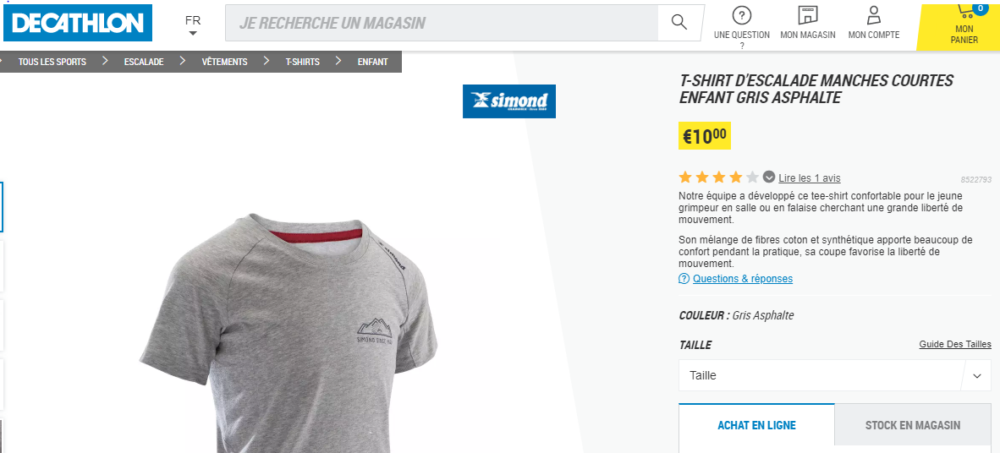 DECATHLON
FR
JE RECHERCHE UN MAGASIN
UNE QUESTION
?
MON MAGASIN
MON COMPTE
0
MON
PANIER
TOUS LES SPORTS
ESCALADE
VÊTEMENTS
T-SHIRTS
ENFANT
simond
T-SHIRT D'ESCALADE MANCHES COURTES
ENFANT GRIS ASPHALTE
€1000
Lire les 1 avis
8522793
Notre équipe a développé ce tee-shirt confortable pour le jeune
grimpeur en salle ou en falaise cherchant une grande liberté de
mouvement.
Son mélange de fibres coton et synthétique apporte beaucoup de
confort pendant la pratique, sa coupe favorise la liberté de
mouvement.
Questions & réponses
COULEUR : Gris Asphalte
TAILLE
Guide Des Tailles
Taille
ACHAT EN LIGNE
STOCK EN MAGASIN
simond
SIMOND SINCE